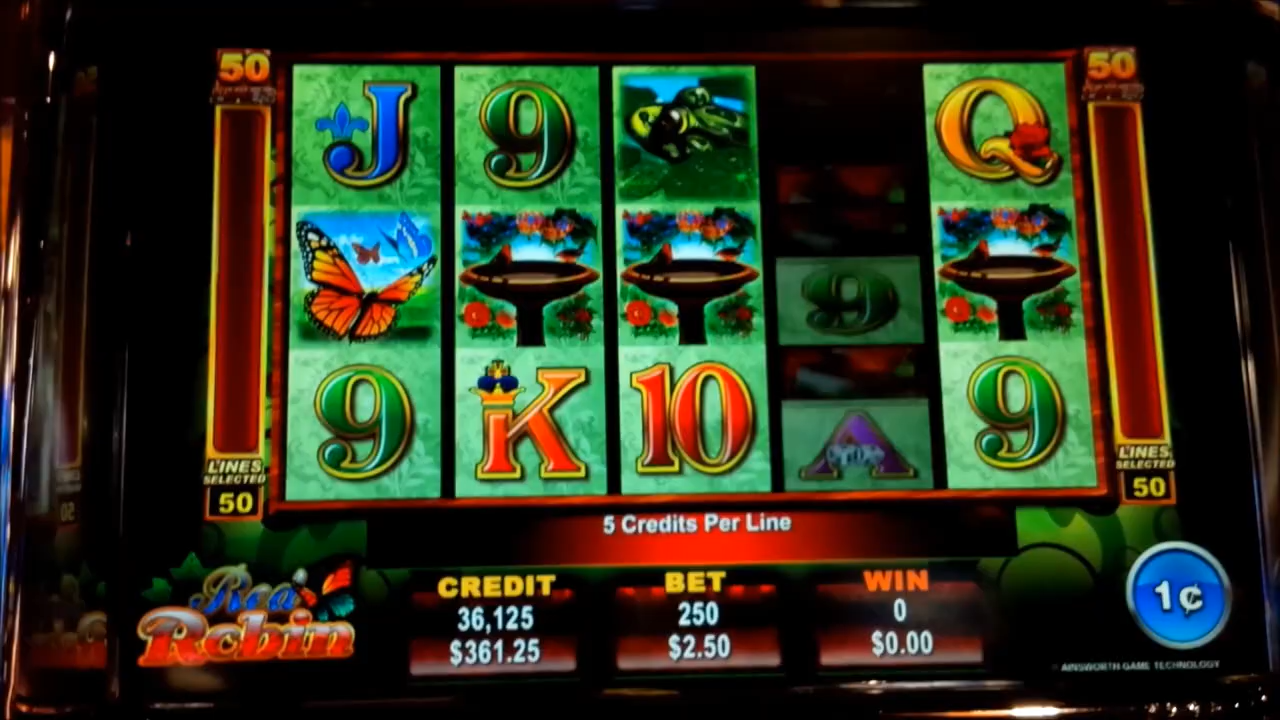 50
50
J
9
Q
9
9
K
10
A
9
LINES
SELECTED
50
LINES
SELECTED
50
5 Credits Per Line
Red
Robin
CREDIT
36,125
$361.25
BET
250
$2.50
WIN
0
$0.00
1¢
AINSWORTH GAME TECHNOLOGY